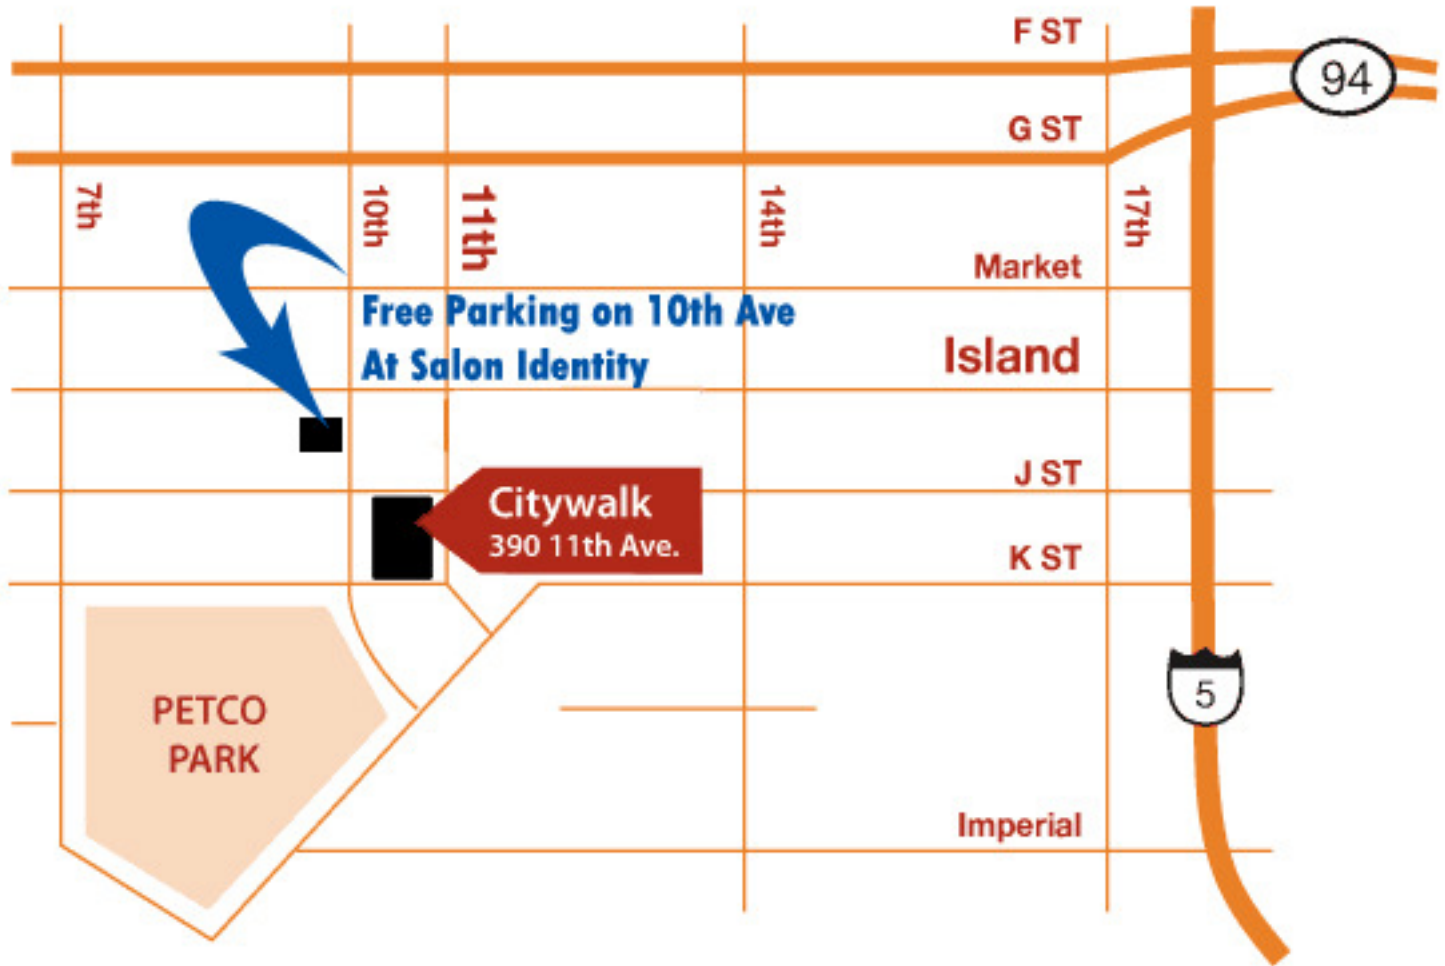 F ST
94
G ST
7th
10th
11th
14th
17th
Market
Free Parking on 10th Ave
At Salon Identity
Island
J ST
Citywalk
390 11th Ave.
K ST
5
PETCO
PARK
Imperial